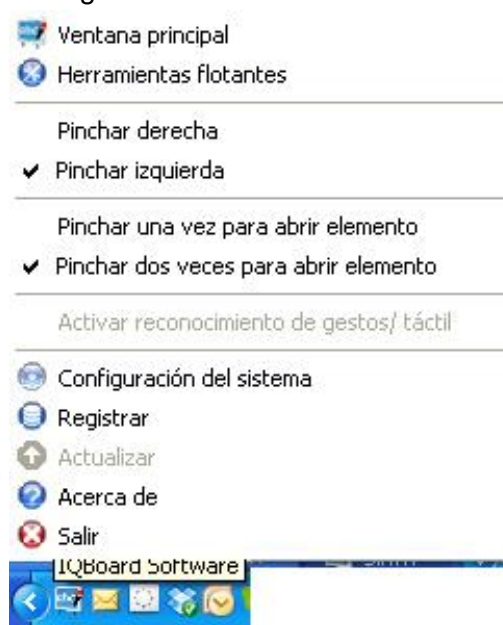 Ventana principal
Herramientas flotantes
Pinchar derecha
Pinchar izquierda
Pinchar una vez para abrir elemento
Pinchar dos veces para abrir elemento
Activar reconocimiento de gestos/ táctil
Configuración del sistema
Registrar
Actualizar
Acerca de
Salir
IQBoard Software